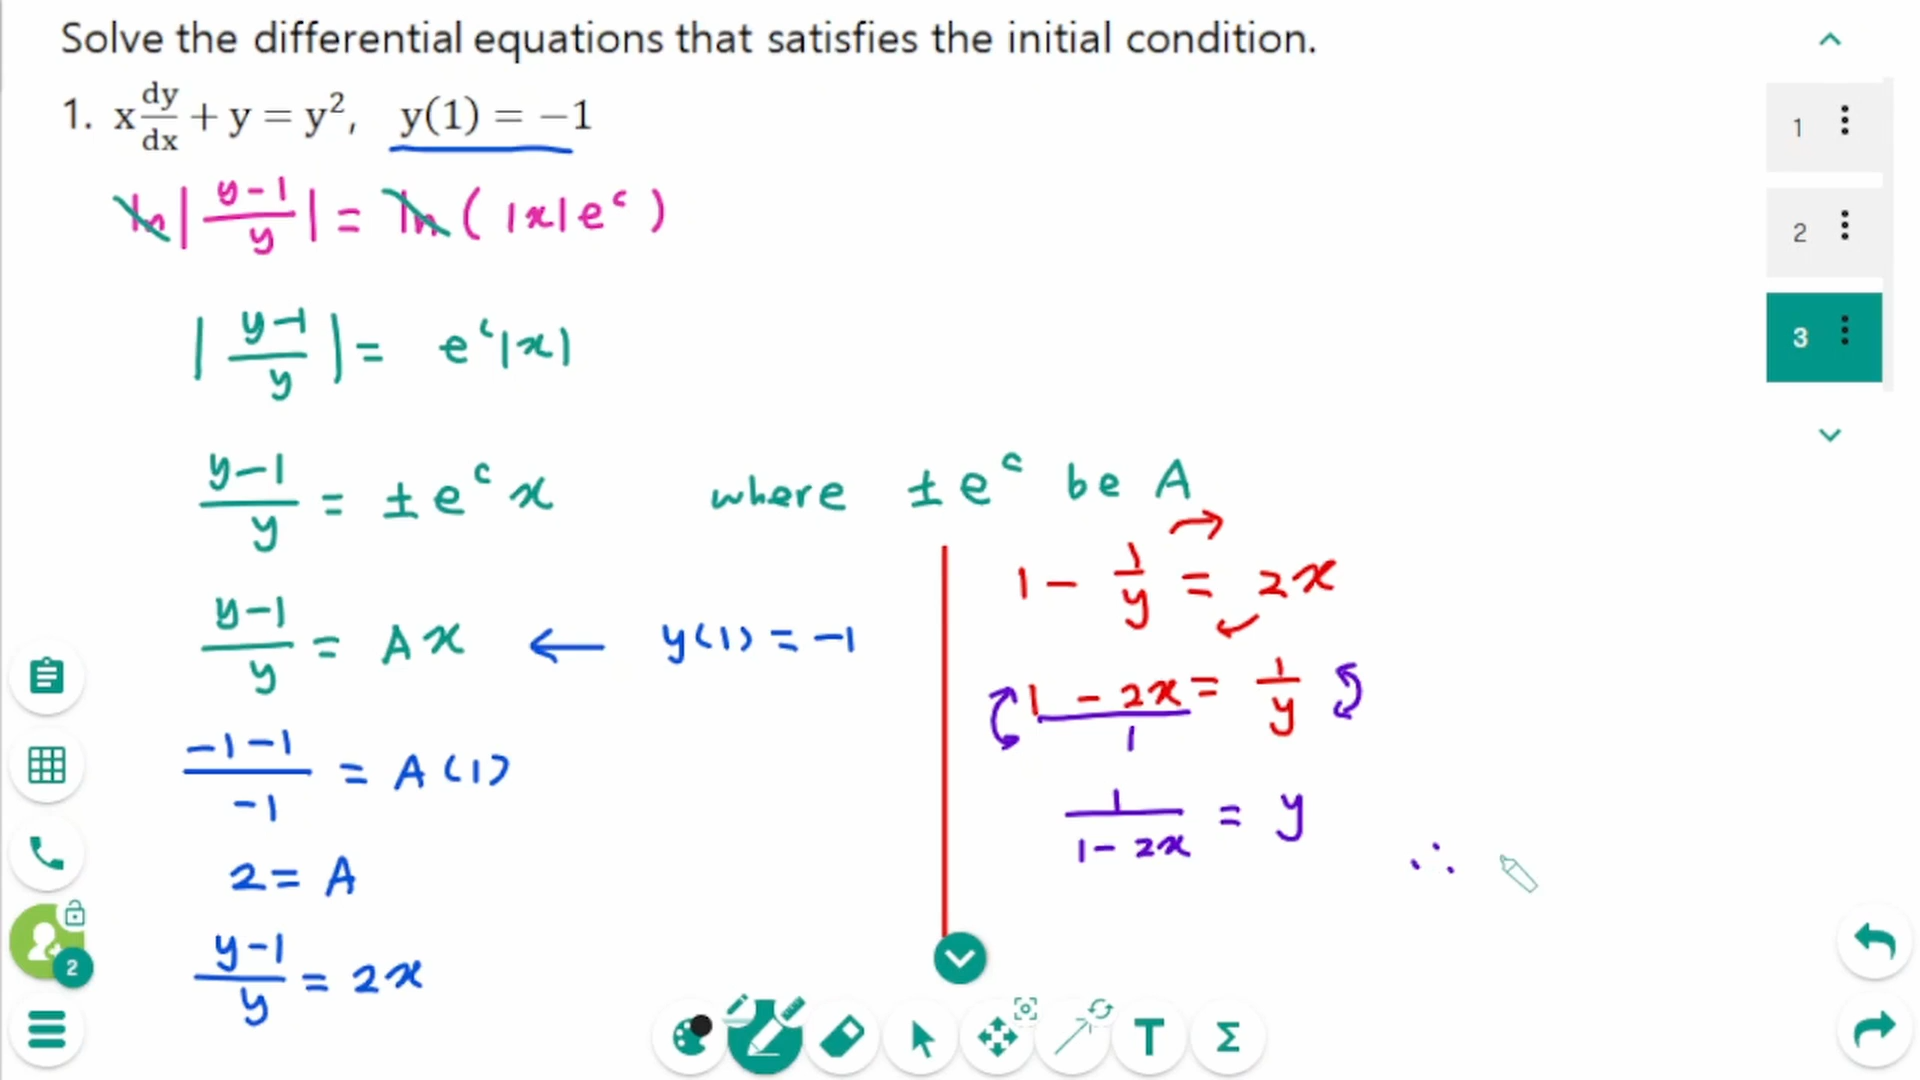 Solve the differential equations that satisfies the initial condition.
1. x dy/dx + y = y², y(1) = −1
ln|(y-1)/y| = ln(|x|e^c)
|(y-1)/y| = e^c|x|
(y-1)/y = ±e^c x where ±e^c be A
(y-1)/y = Ax ← y(1) = -1
(-1-1)/-1 = A(1)
2 = A
(y-1)/y = 2x
1 - 1/y = 2x
(1 - 2x)/1 = 1/y
1/(1-2x) = y
∴
1
2
3
2
T
Σ